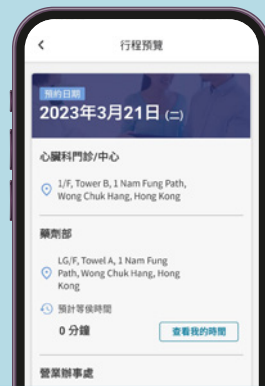 行程預覽
預約日期
2023年3月21日 (二)
心臟科門診/中心
1/F, Tower B, 1 Nam Fung Path,
Wong Chuk Hang, Hong Kong
藥劑部
LG/F, Towel A, 1 Nam Fung
Path, Wong Chuk Hang, Hong
Kong
預計等侯時間
0 分鐘
查看我的時間
營業辦事處